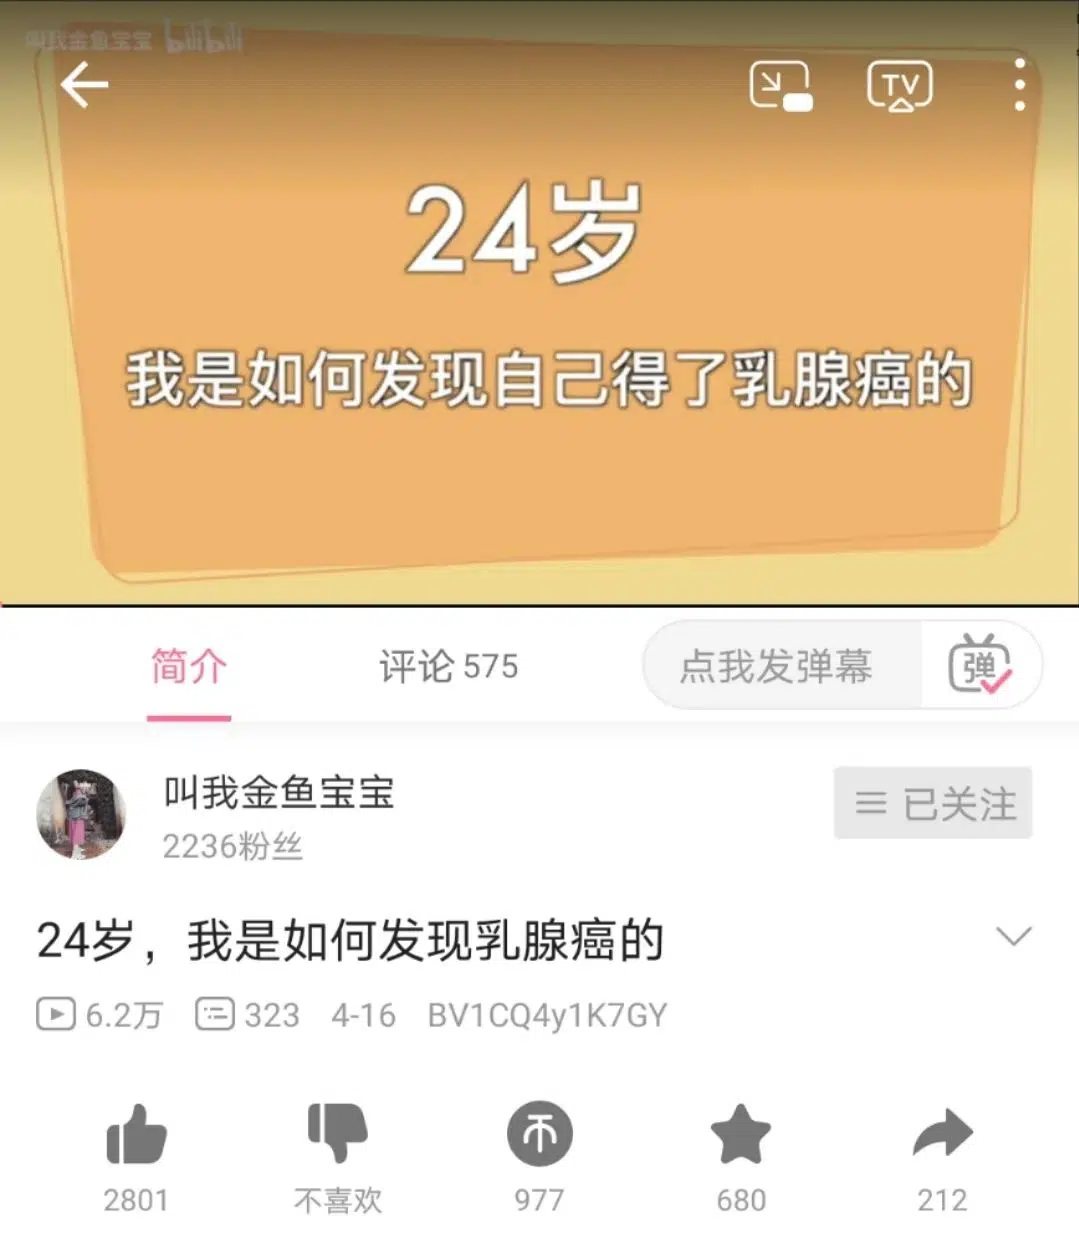 叫我金鱼宝宝 bilibili
TV
24岁
我是如何发现自己得了乳腺癌的
简介
评论 575
点我发弹幕
弹
叫我金鱼宝宝
2236粉丝
已关注
24岁，我是如何发现乳腺癌的
6.2万 323 4-16 BV1CQ4y1K7GY
2801 不喜欢 977 680 212